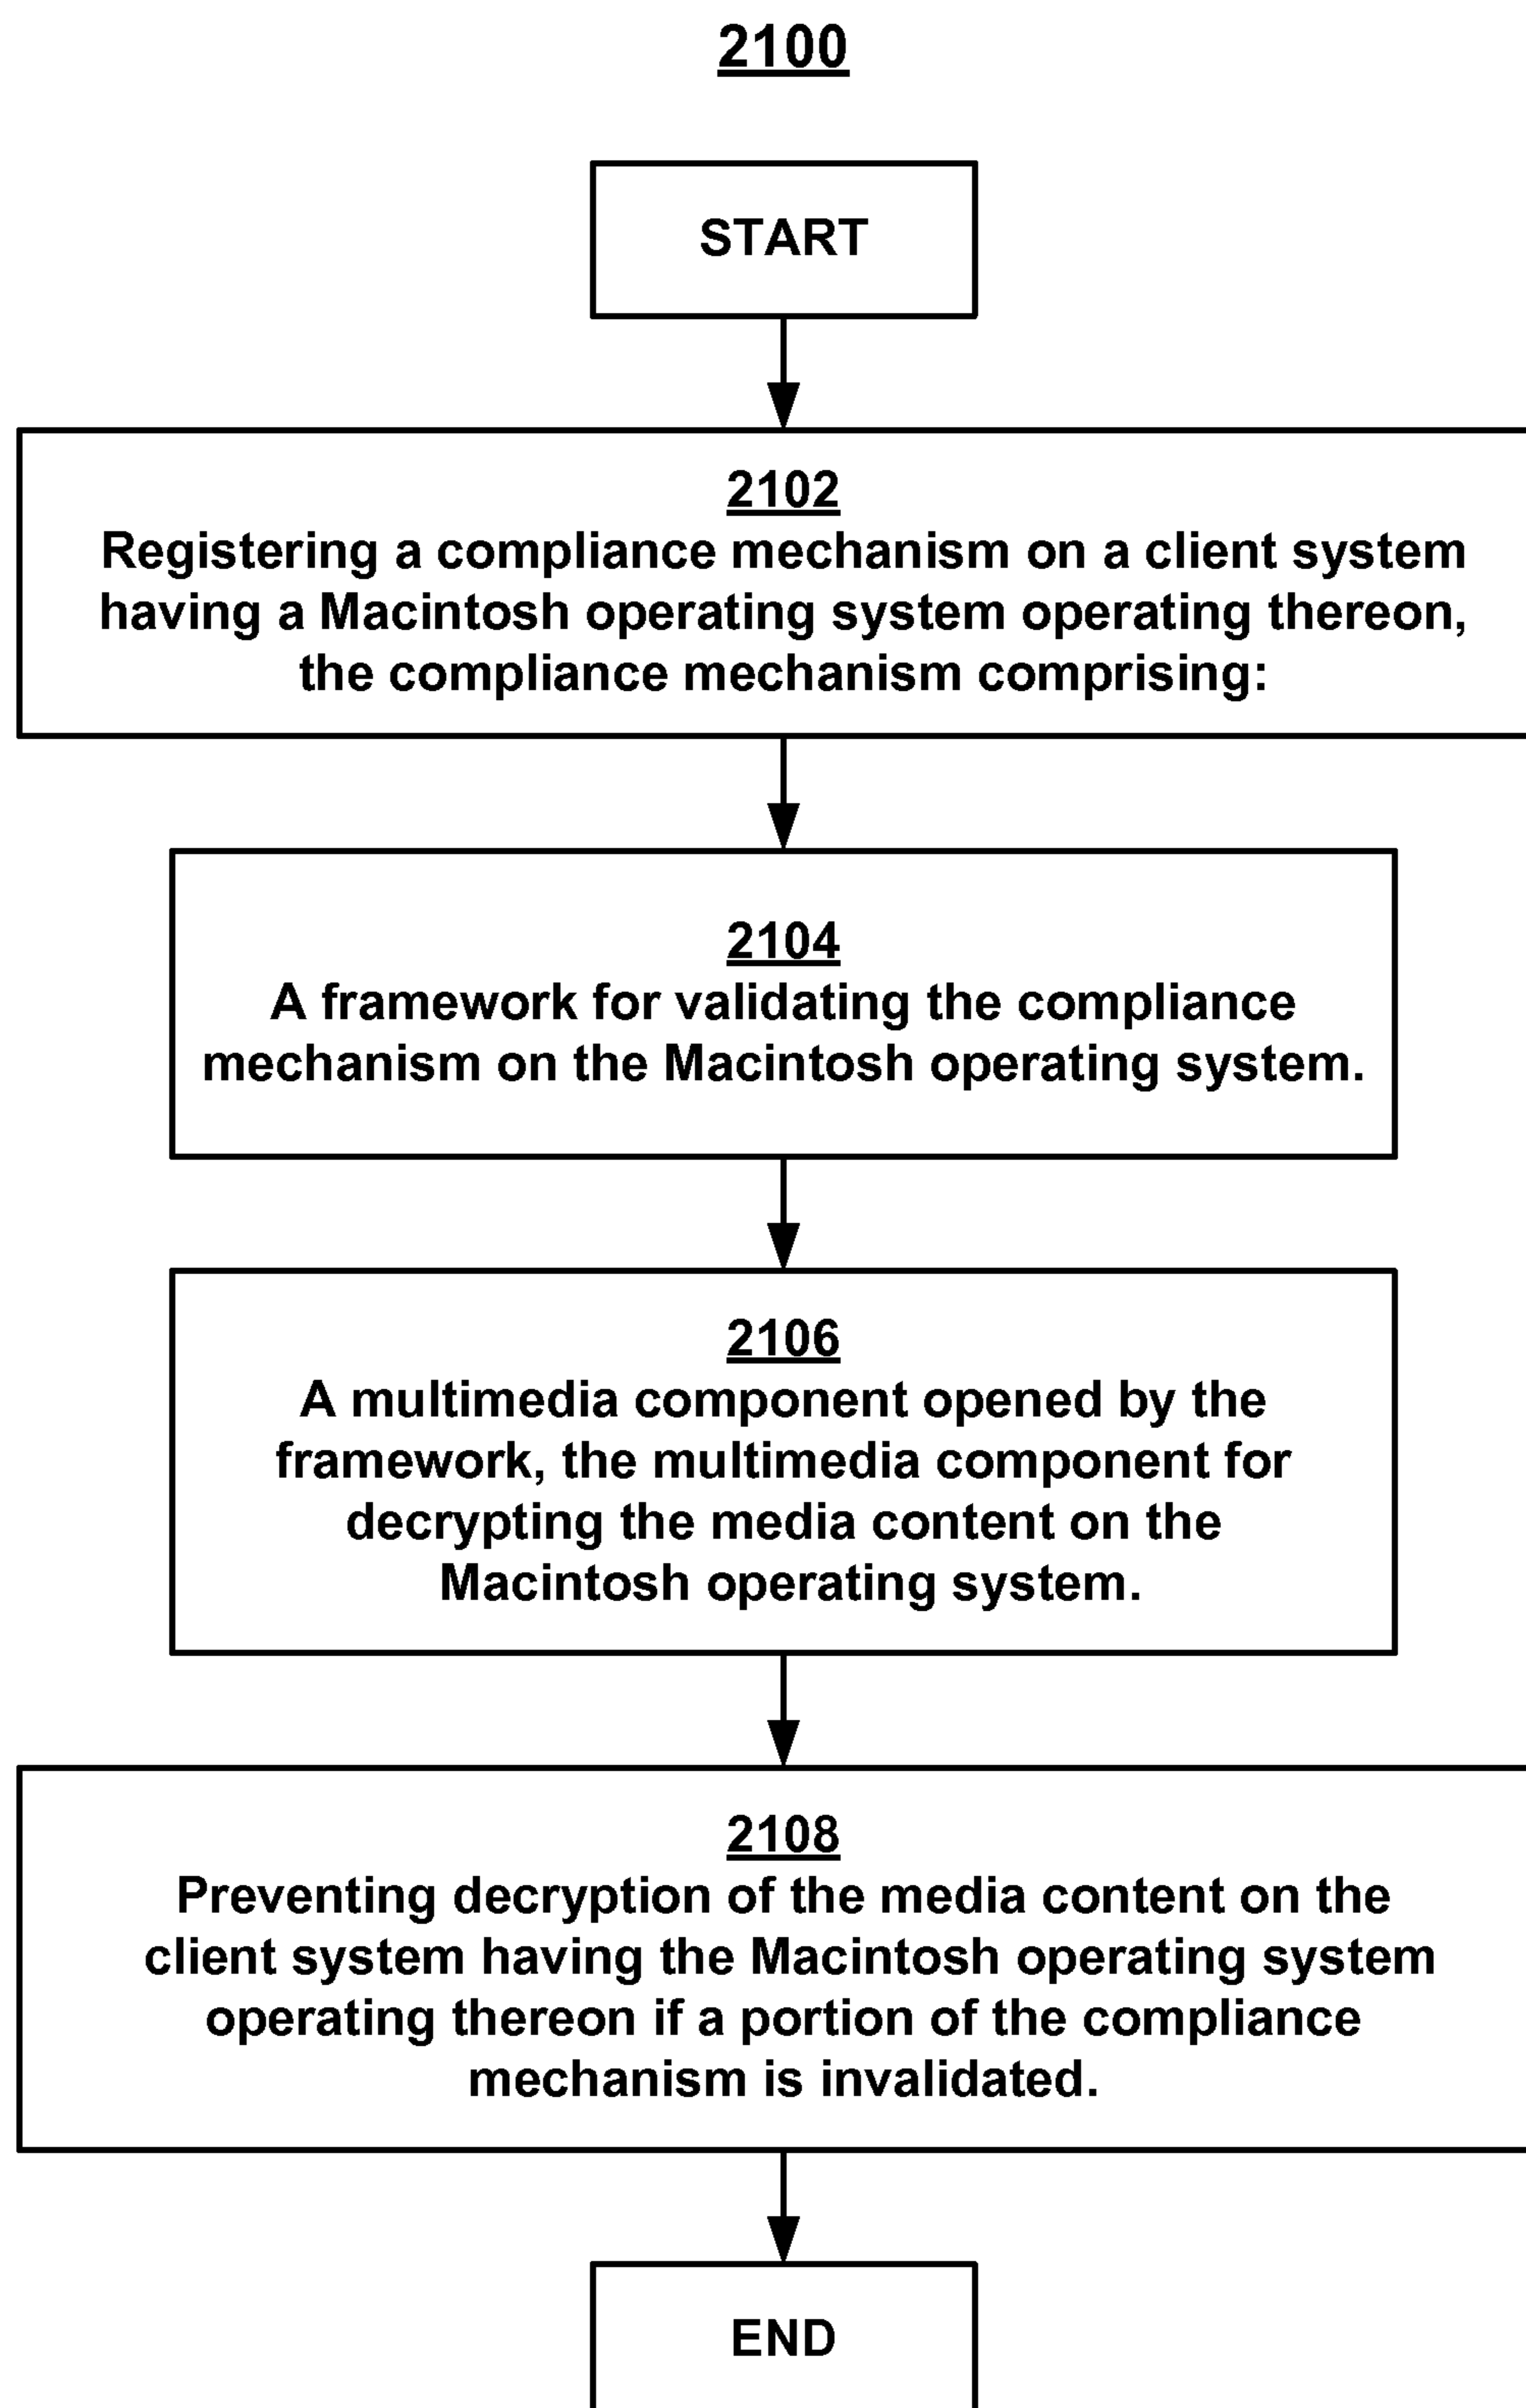 2100
START
2102
Registering a compliance mechanism on a client system
having a Macintosh operating system operating thereon,
the compliance mechanism comprising:
2104
A framework for validating the compliance
mechanism on the Macintosh operating system.
2106
A multimedia component opened by the
framework, the multimedia component for
decrypting the media content on the
Macintosh operating system.
2108
Preventing decryption of the media content on the
client system having the Macintosh operating system
operating thereon if a portion of the compliance
mechanism is invalidated.
END